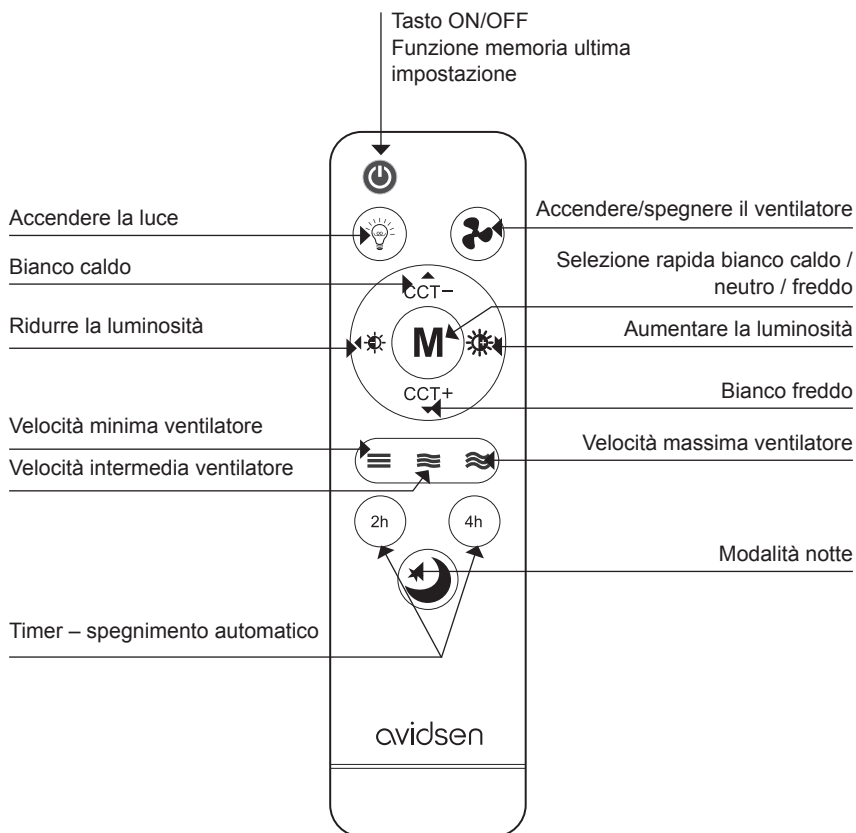 Tasto ON/OFF
Funzione memoria ultima
impostazione
Accendere la luce
Accendere/spegnere il ventilatore
Bianco caldo
Selezione rapida bianco caldo /
neutro / freddo
CCT−
Ridurre la luminosità
M
Aumentare la luminosità
CCT+
Bianco freddo
Velocità minima ventilatore
Velocità massima ventilatore
Velocità intermedia ventilatore
2h
4h
Modalità notte
Timer – spegnimento automatico
avidsen